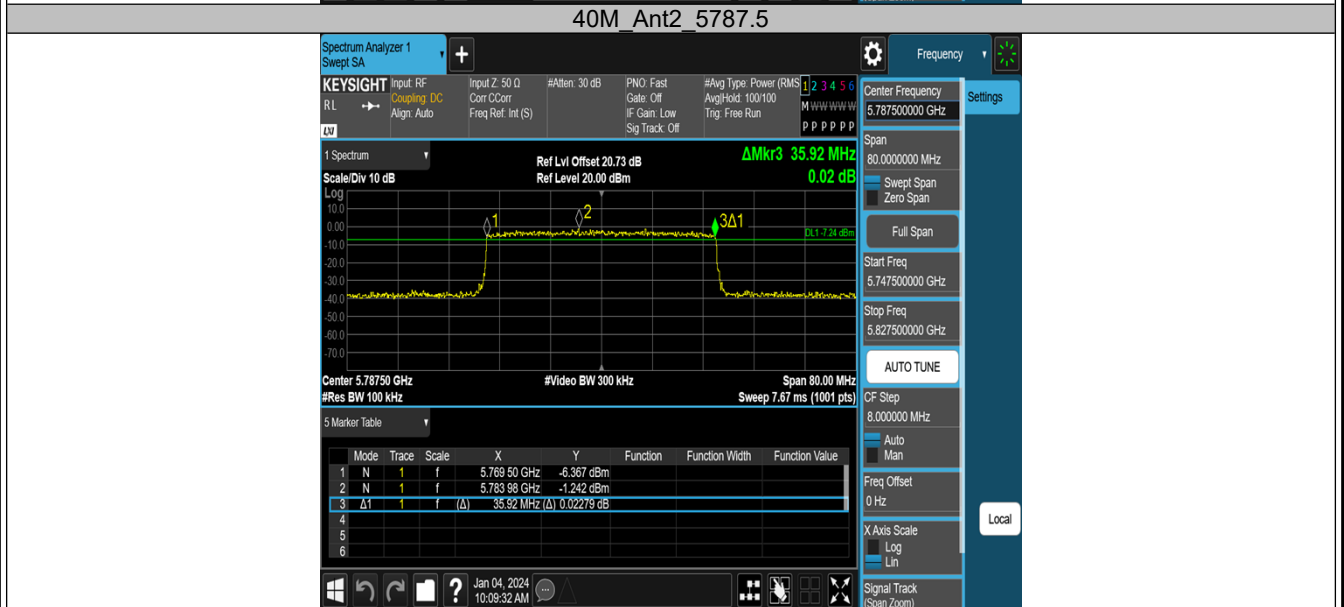 40M_Ant2_5787.5
Spectrum Analyzer 1
Swept SA
+
Frequency
KEYSIGHT
RL
LXI
Input: RF
Coupling: DC
Align: Auto
Input Z: 50 Ω
Corr CCorr
Freq Ref: Int (S)
#Atten: 30 dB
PNO: Fast
Gate: Off
IF Gain: Low
Sig Track: Off
#Avg Type: Power (RMS
Avg|Hold: 100/100
Trig: Free Run
1 2 3 4 5 6
M W W W W W
P P P P P P
Center Frequency
5.787500000 GHz
Settings
Span
80.0000000 MHz
Swept Span
Zero Span
Full Span
Start Freq
5.747500000 GHz
Stop Freq
5.827500000 GHz
AUTO TUNE
CF Step
8.000000 MHz
Auto
Man
Freq Offset
0 Hz
X Axis Scale
Log
Lin
Signal Track
(Span Zoom)
Local
1 Spectrum
Scale/Div 10 dB
Ref Lvl Offset 20.73 dB
Ref Level 20.00 dBm
ΔMkr3 35.92 MHz
0.02 dB
Log
10.0
0.00
-10.0
-20.0
-30.0
-40.0
-50.0
-60.0
-70.0
1
2
3Δ1
DL1 -7.24 dBm
Center 5.78750 GHz
#Video BW 300 kHz
Span 80.00 MHz
#Res BW 100 kHz
Sweep 7.67 ms (1001 pts)
5 Marker Table
Mode Trace Scale X Y Function Function Width Function Value
1 N 1 f 5.769 50 GHz -6.367 dBm
2 N 1 f 5.783 98 GHz -1.242 dBm
3 Δ1 1 f (Δ) 35.92 MHz (Δ) 0.02279 dB
4
5
6
?
Jan 04, 2024
10:09:32 AM